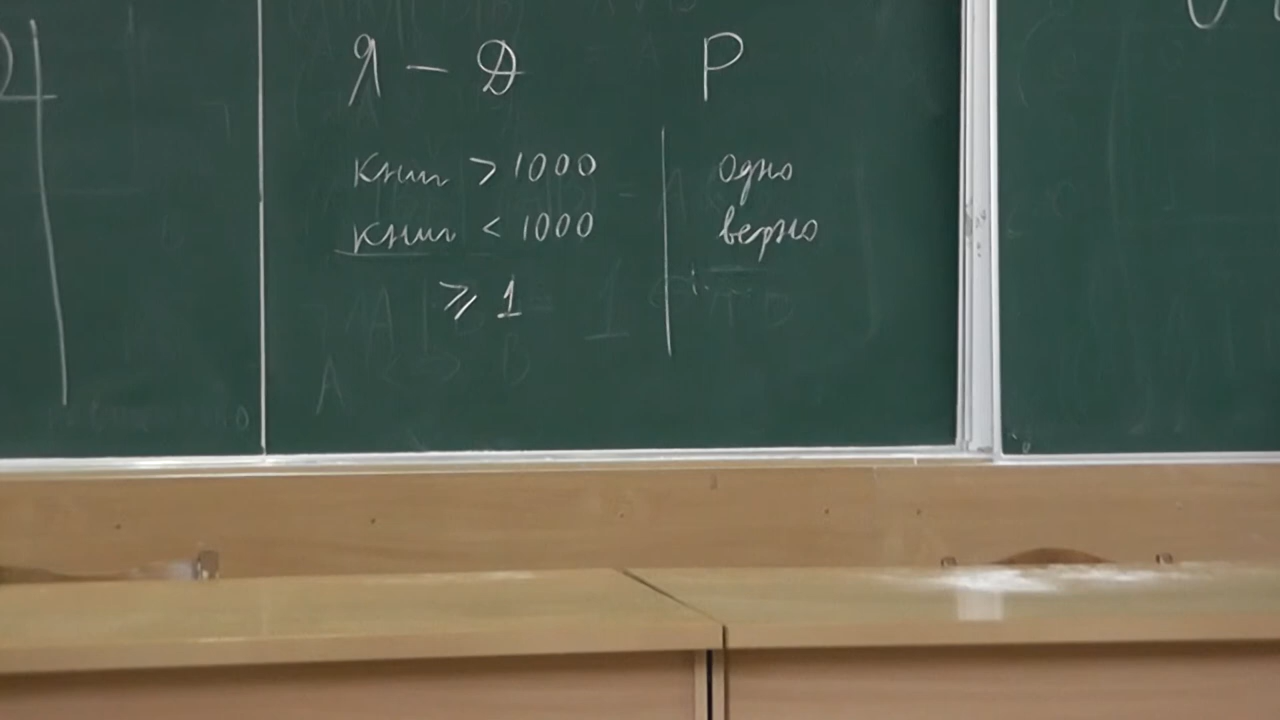 Я - Д Р
книг > 1000 одно
книг < 1000 верно
⩾ 1